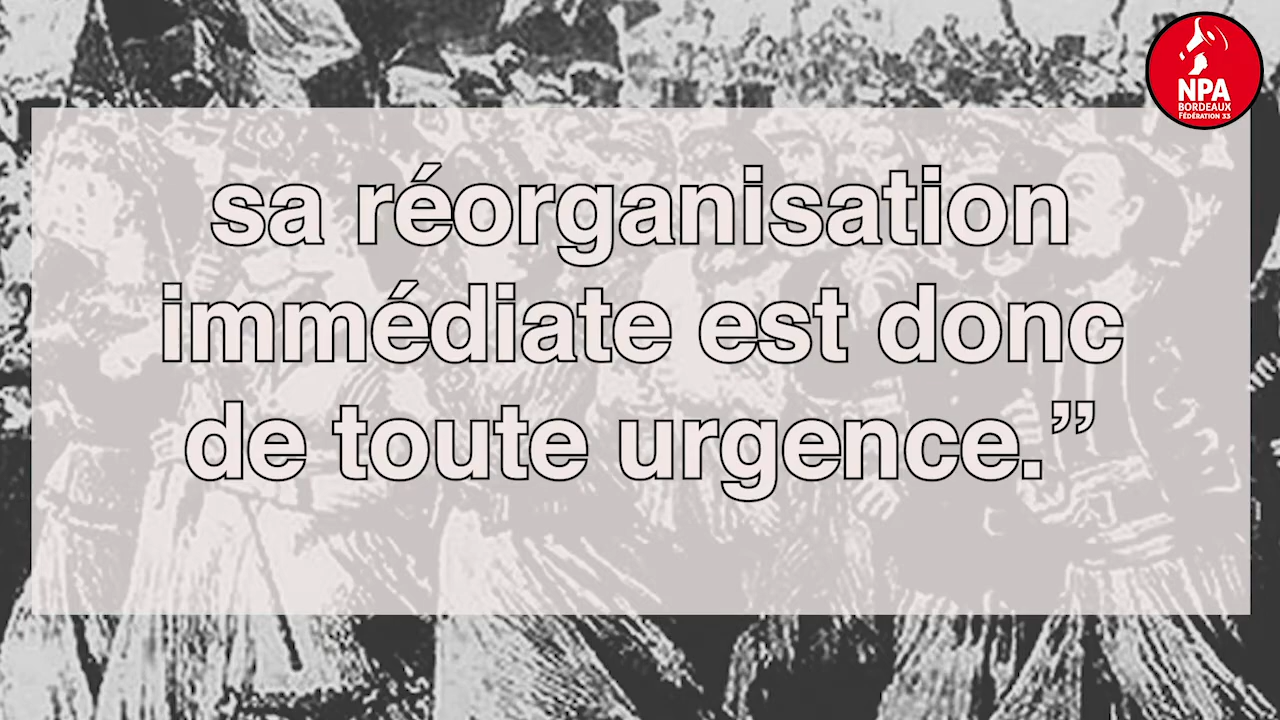 NPA
BORDEAUX
FÉDÉRATION 33
sa réorganisation
immédiate est donc
de toute urgence.”